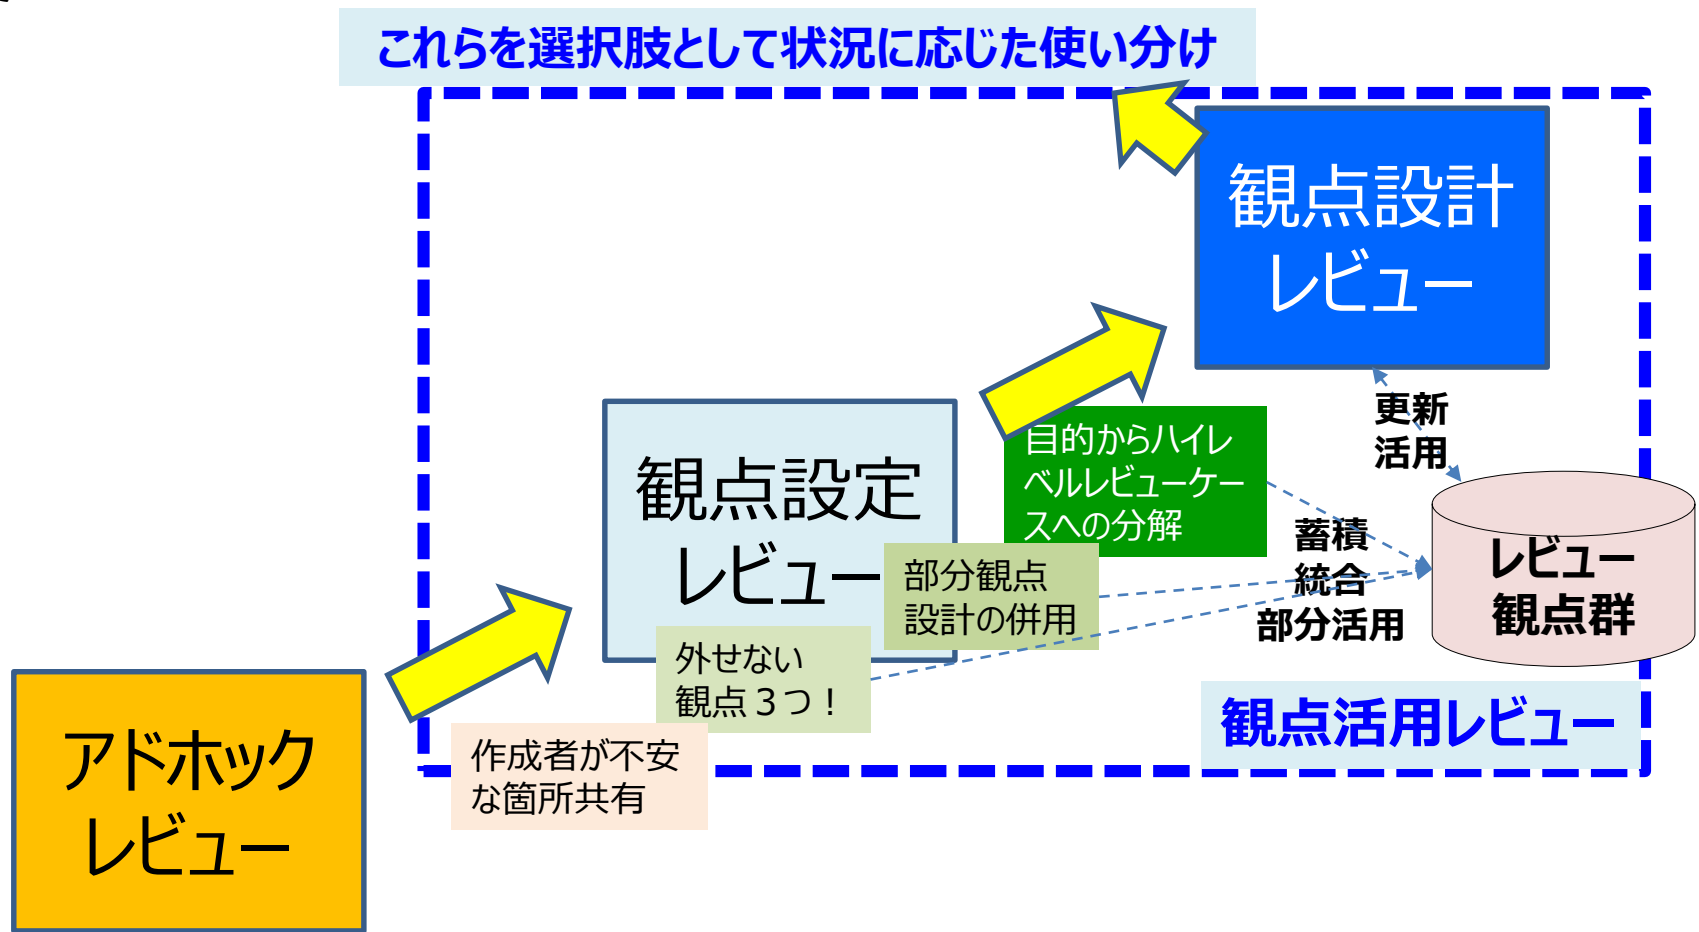 これらを選択肢として状況に応じた使い分け
観点設計
レビュー
更新
活用
目的からハイレ
ベルレビューケー
スへの分解
観点設定
レビュー
部分観点
設計の併用
蓄積
統合
部分活用
レビュー
観点群
外せない
観点３つ！
観点活用レビュー
作成者が不安
な箇所共有
アドホック
レビュー